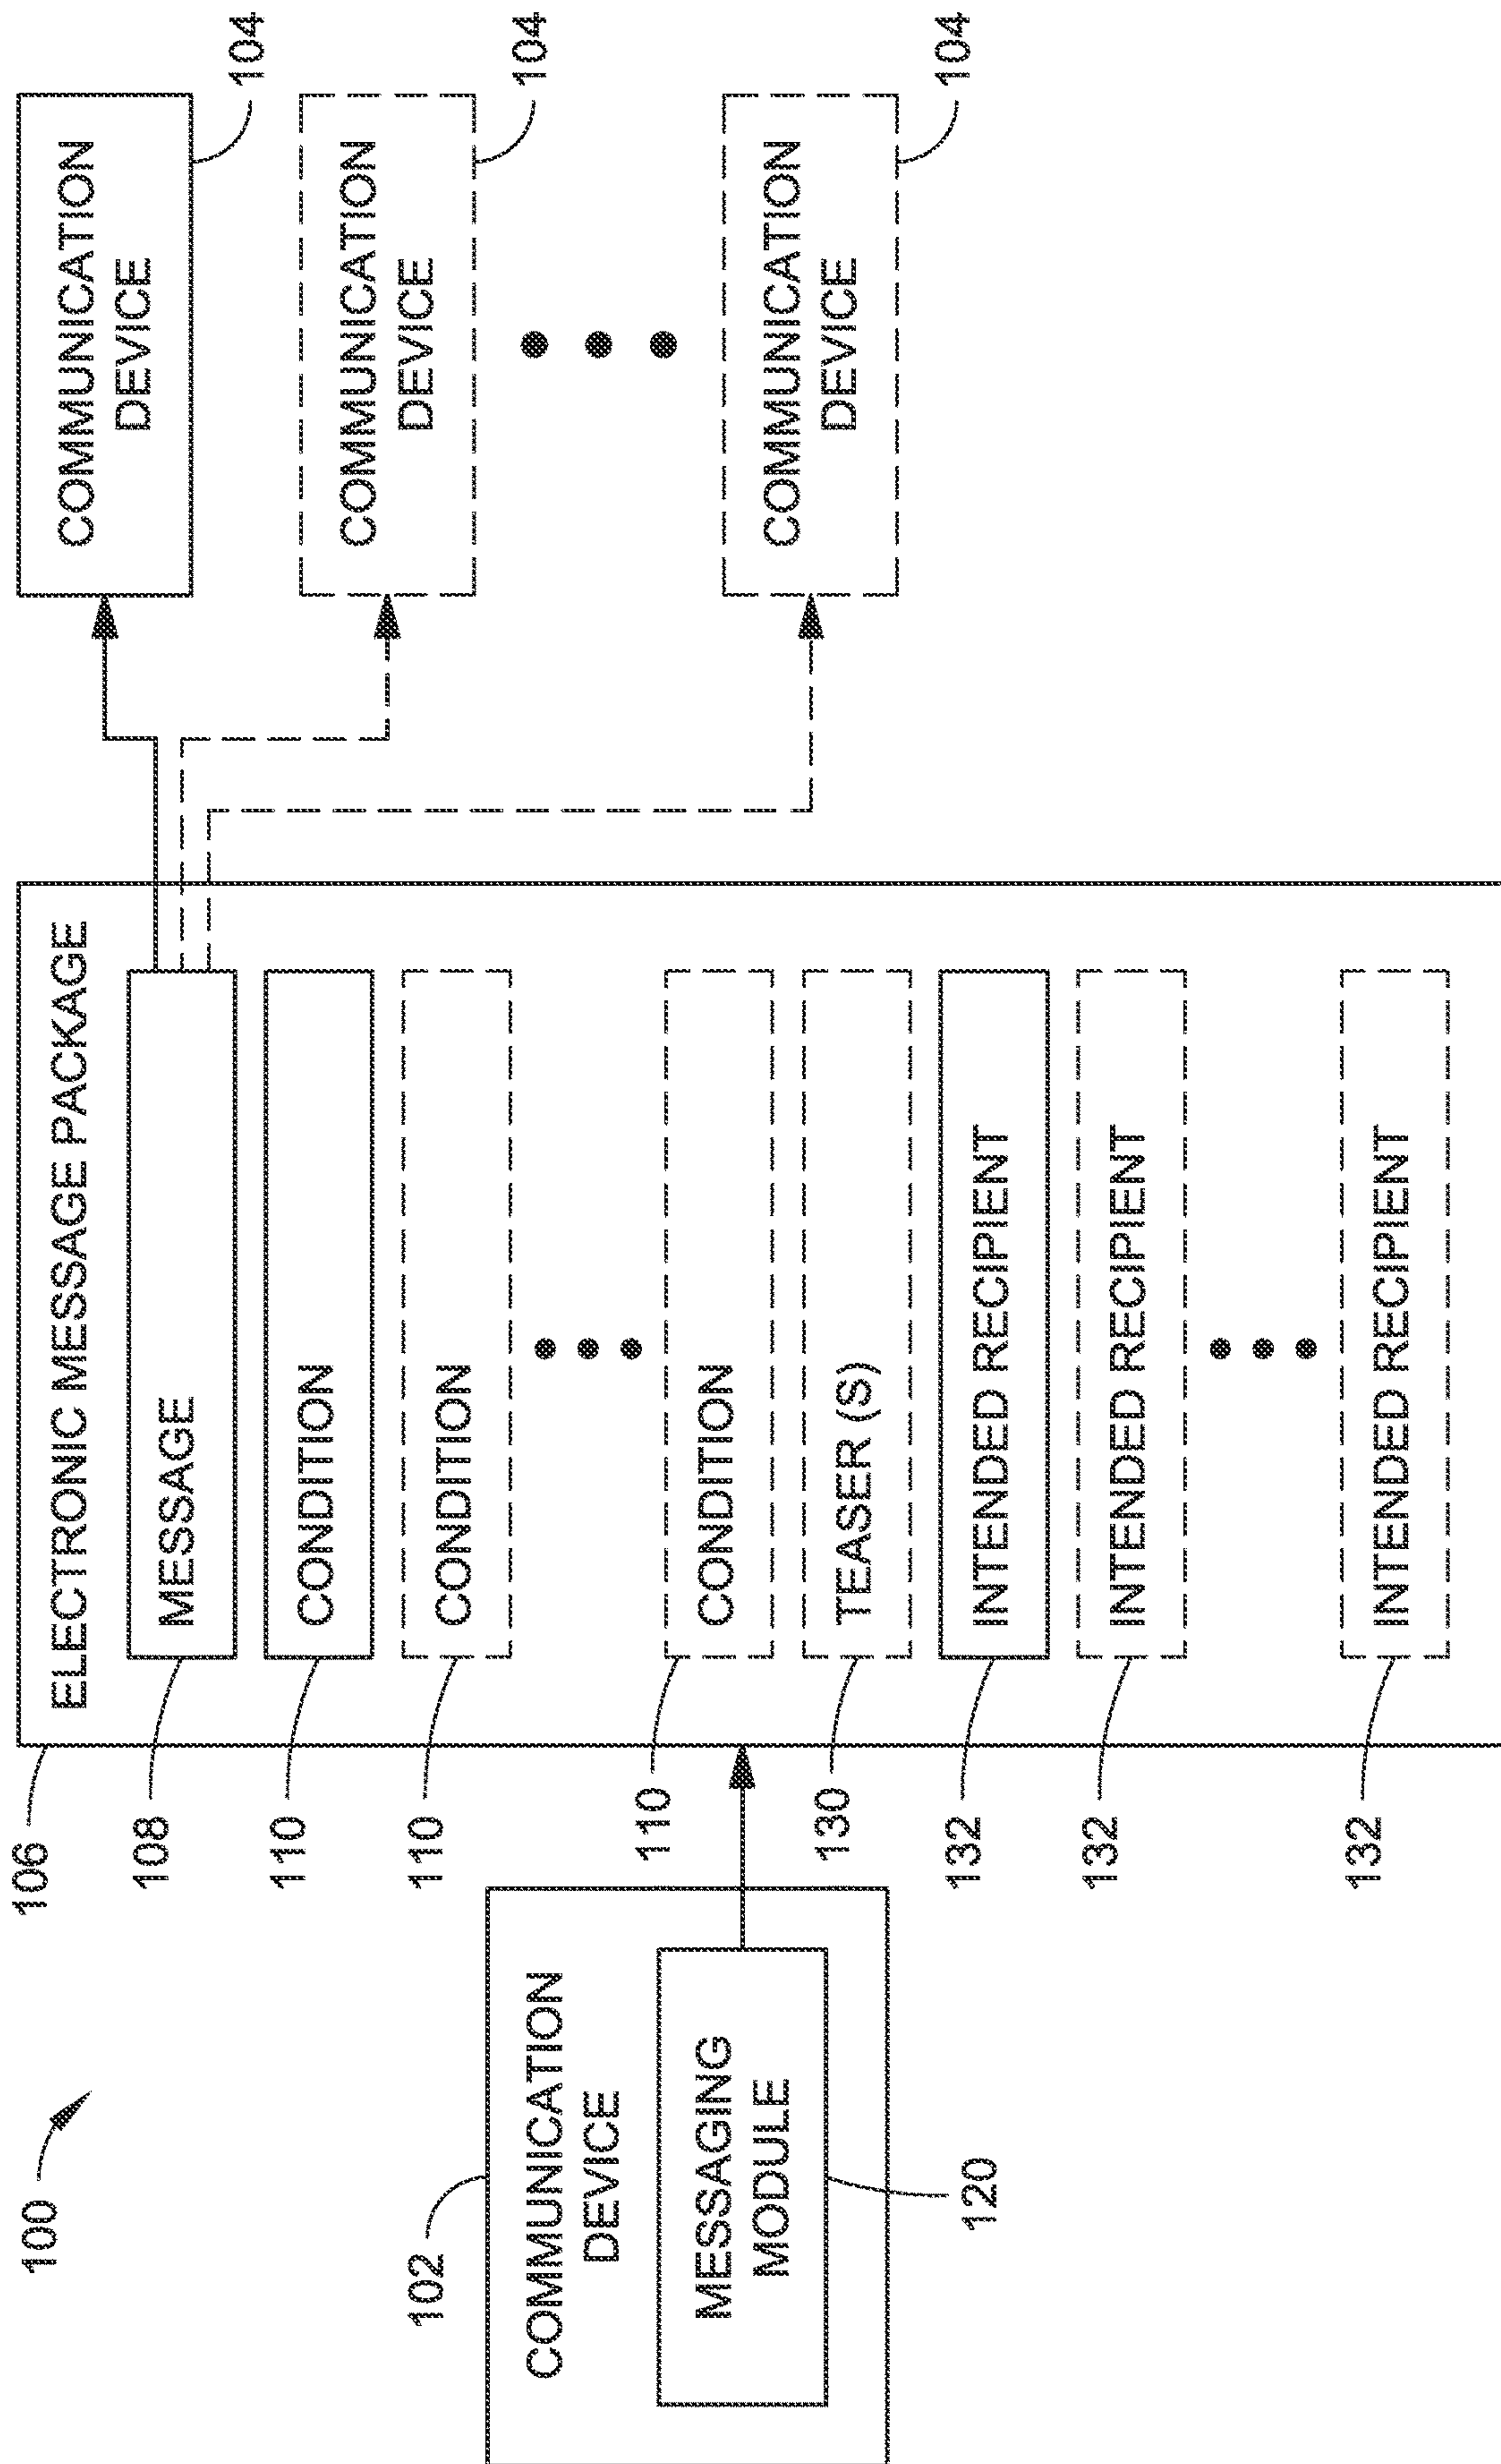 100
102
COMMUNICATION
DEVICE
MESSAGING
MODULE
120
106
ELECTRONIC MESSAGE PACKAGE
108
MESSAGE
110
CONDITION
110
CONDITION
110
CONDITION
130
TEASER (S)
132
INTENDED RECIPIENT
132
INTENDED RECIPIENT
132
INTENDED RECIPIENT
COMMUNICATION
DEVICE
104
COMMUNICATION
DEVICE
104
COMMUNICATION
DEVICE
104